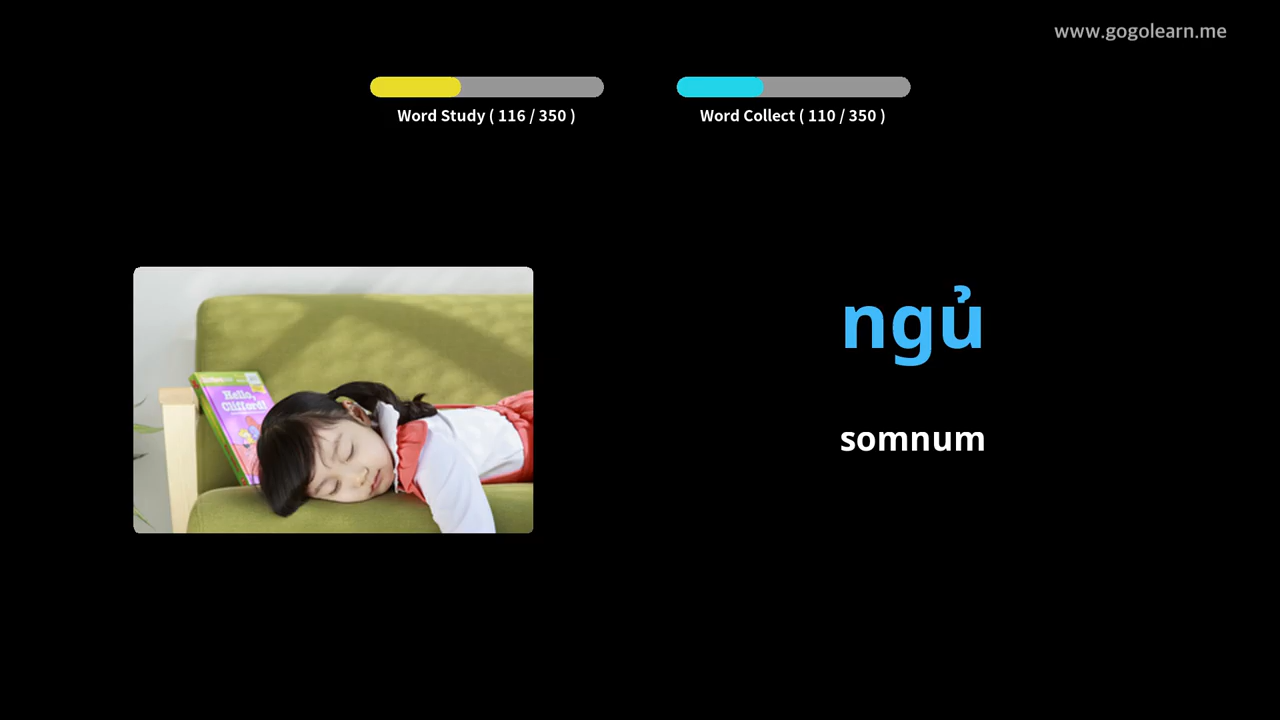 www.gogolearn.me
Word Study ( 116 / 350 )
Word Collect ( 110 / 350 )
Hello,
Clifford!
ngủ
somnum